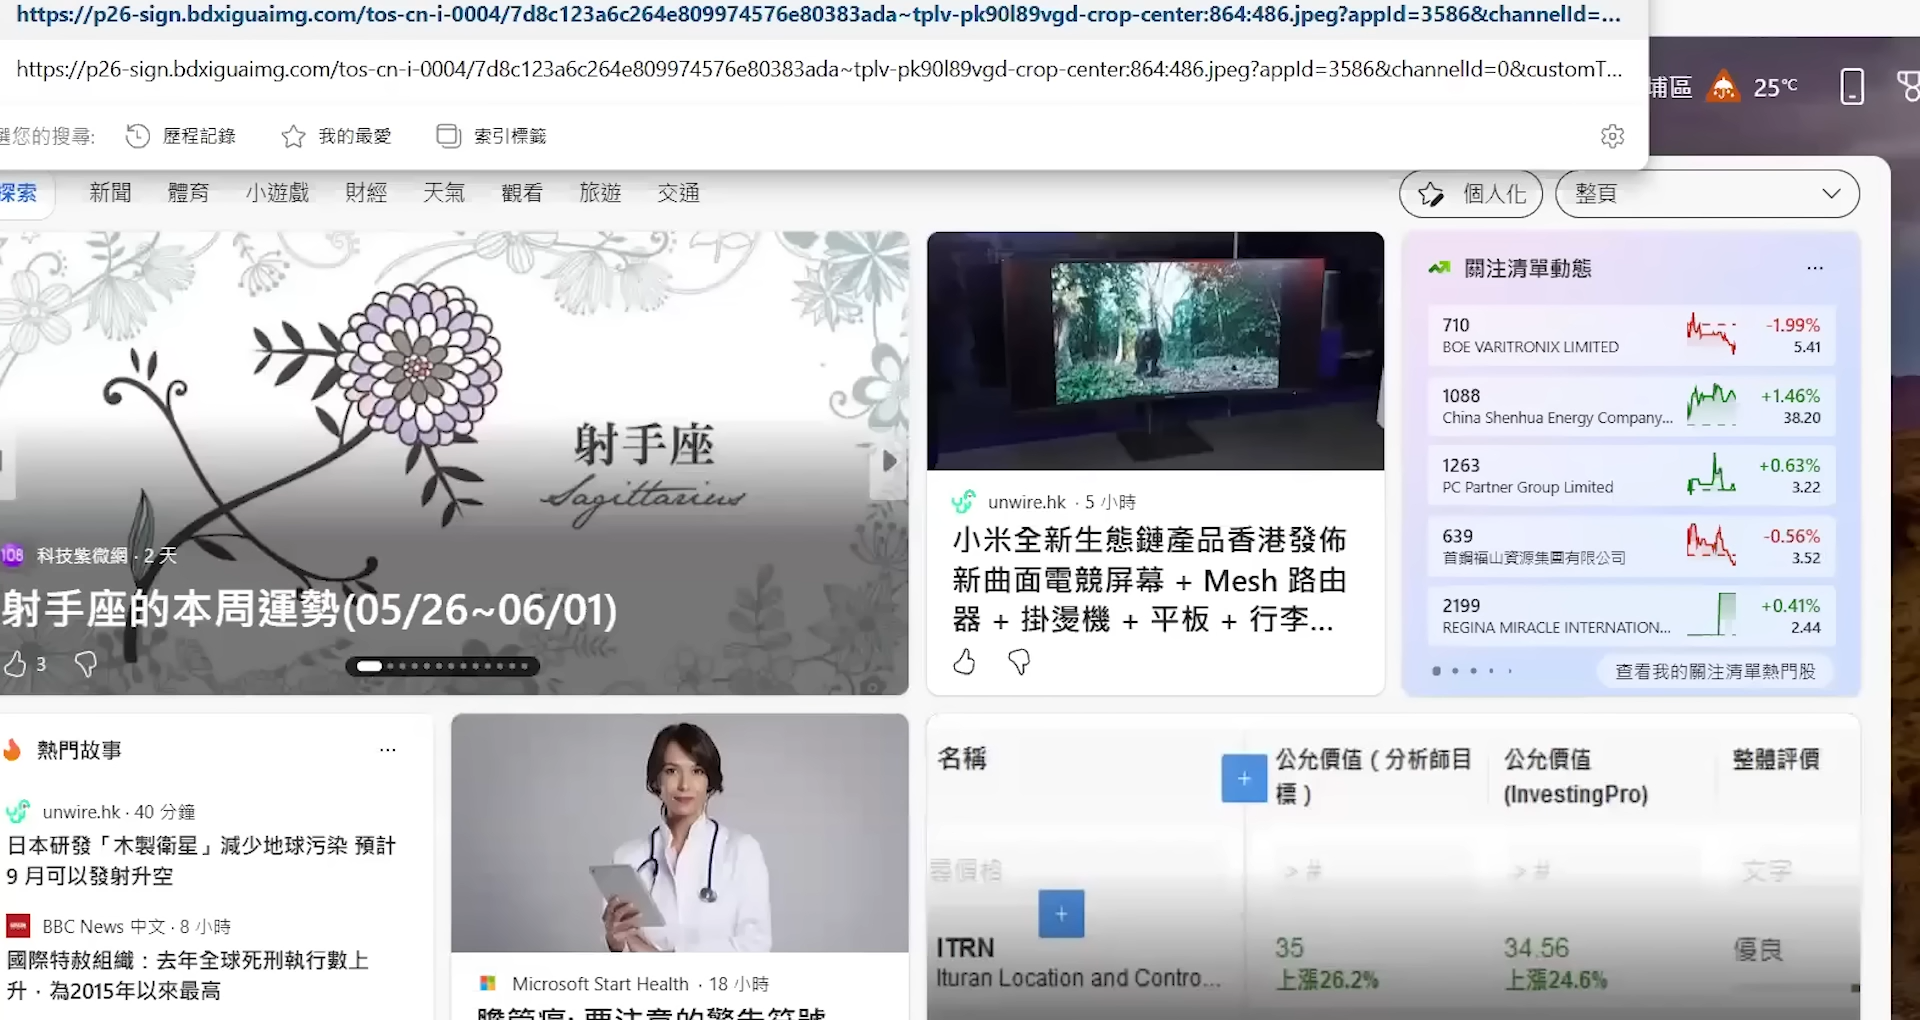 https://p26-sign.bdxiguaimg.com/tos-cn-i-0004/7d8c123a6c264e809974576e80383ada~tplv-pk90l89vgd-crop-center:864:486.jpeg?appId=3586&channelId=...
https://p26-sign.bdxiguaimg.com/tos-cn-i-0004/7d8c123a6c264e809974576e80383ada~tplv-pk90l89vgd-crop-center:864:486.jpeg?appId=3586&channelId=0&customT...
埔區 25°C
選您的搜尋: 歷程記錄 我的最愛 索引標籤
探索 新聞 體育 小遊戲 財經 天氣 觀看 旅遊 交通
個人化 整頁
射手座
Sagittarius
108 科技紫微網 · 2 天
射手座的本周運勢(05/26~06/01)
3
unwire.hk · 5 小時
小米全新生態鏈產品香港發佈
新曲面電競屏幕 + Mesh 路由
器 + 掛燙機 + 平板 + 行李...
關注清單動態
710 -1.99%
BOE VARITRONIX LIMITED 5.41
1088 +1.46%
China Shenhua Energy Company... 38.20
1263 +0.63%
PC Partner Group Limited 3.22
639 -0.56%
首鋼福山資源集團有限公司 3.52
2199 +0.41%
REGINA MIRACLE INTERNATION... 2.44
查看我的關注清單熱門股
熱門故事
unwire.hk · 40 分鐘
日本研發「木製衛星」減少地球污染 預計
9 月可以發射升空
BBC News 中文 · 8 小時
國際特赦組織：去年全球死刑執行數上
升，為2015年以來最高
Microsoft Start Health · 18 小時
膽管癌: 要注意的警告符號
名稱 公允價值 ( 分析師目
標 ) 公允價值
(InvestingPro) 整體評價
尋價格 > # > # 文字
ITRN 35 34.56 優良
Ituran Location and Contro... 上漲26.2% 上漲24.6%